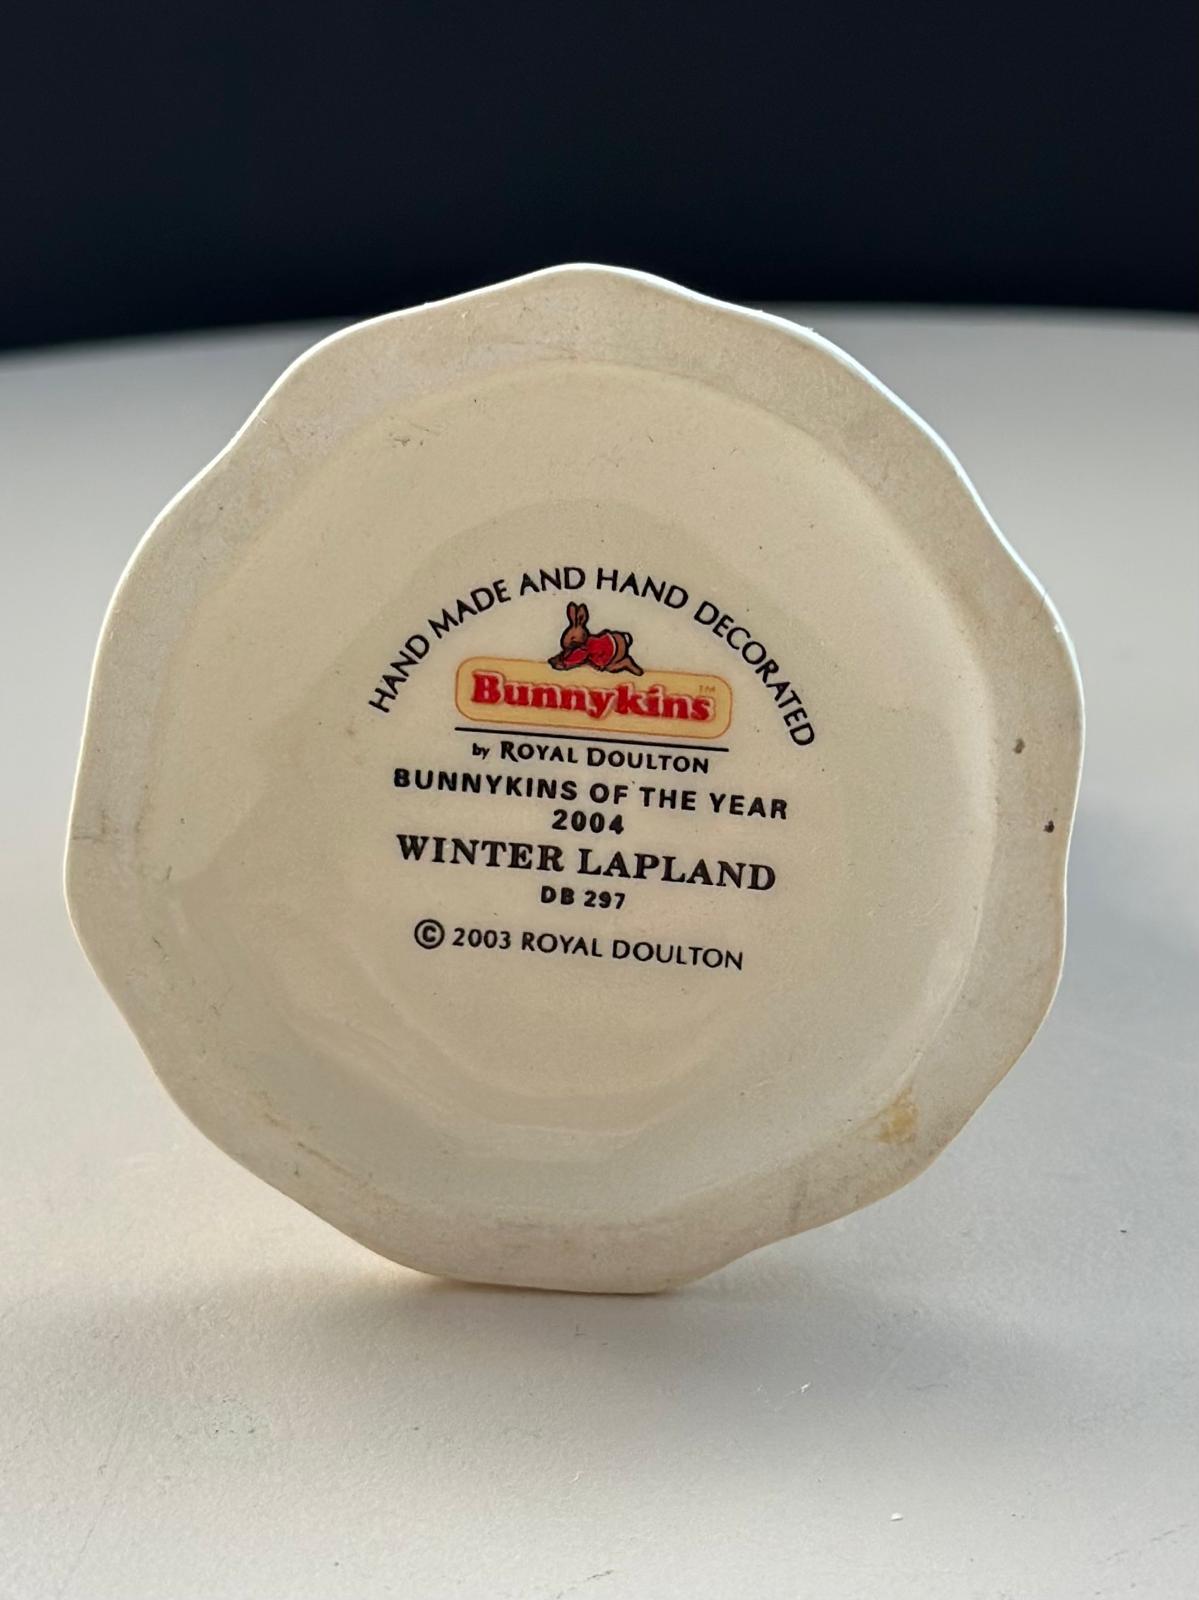 HAND MADE AND HAND DECORATED
Bunnykins™
by ROYAL DOULTON
BUNNYKINS OF THE YEAR
2004
WINTER LAPLAND
DB 297
© 2003 ROYAL DOULTON